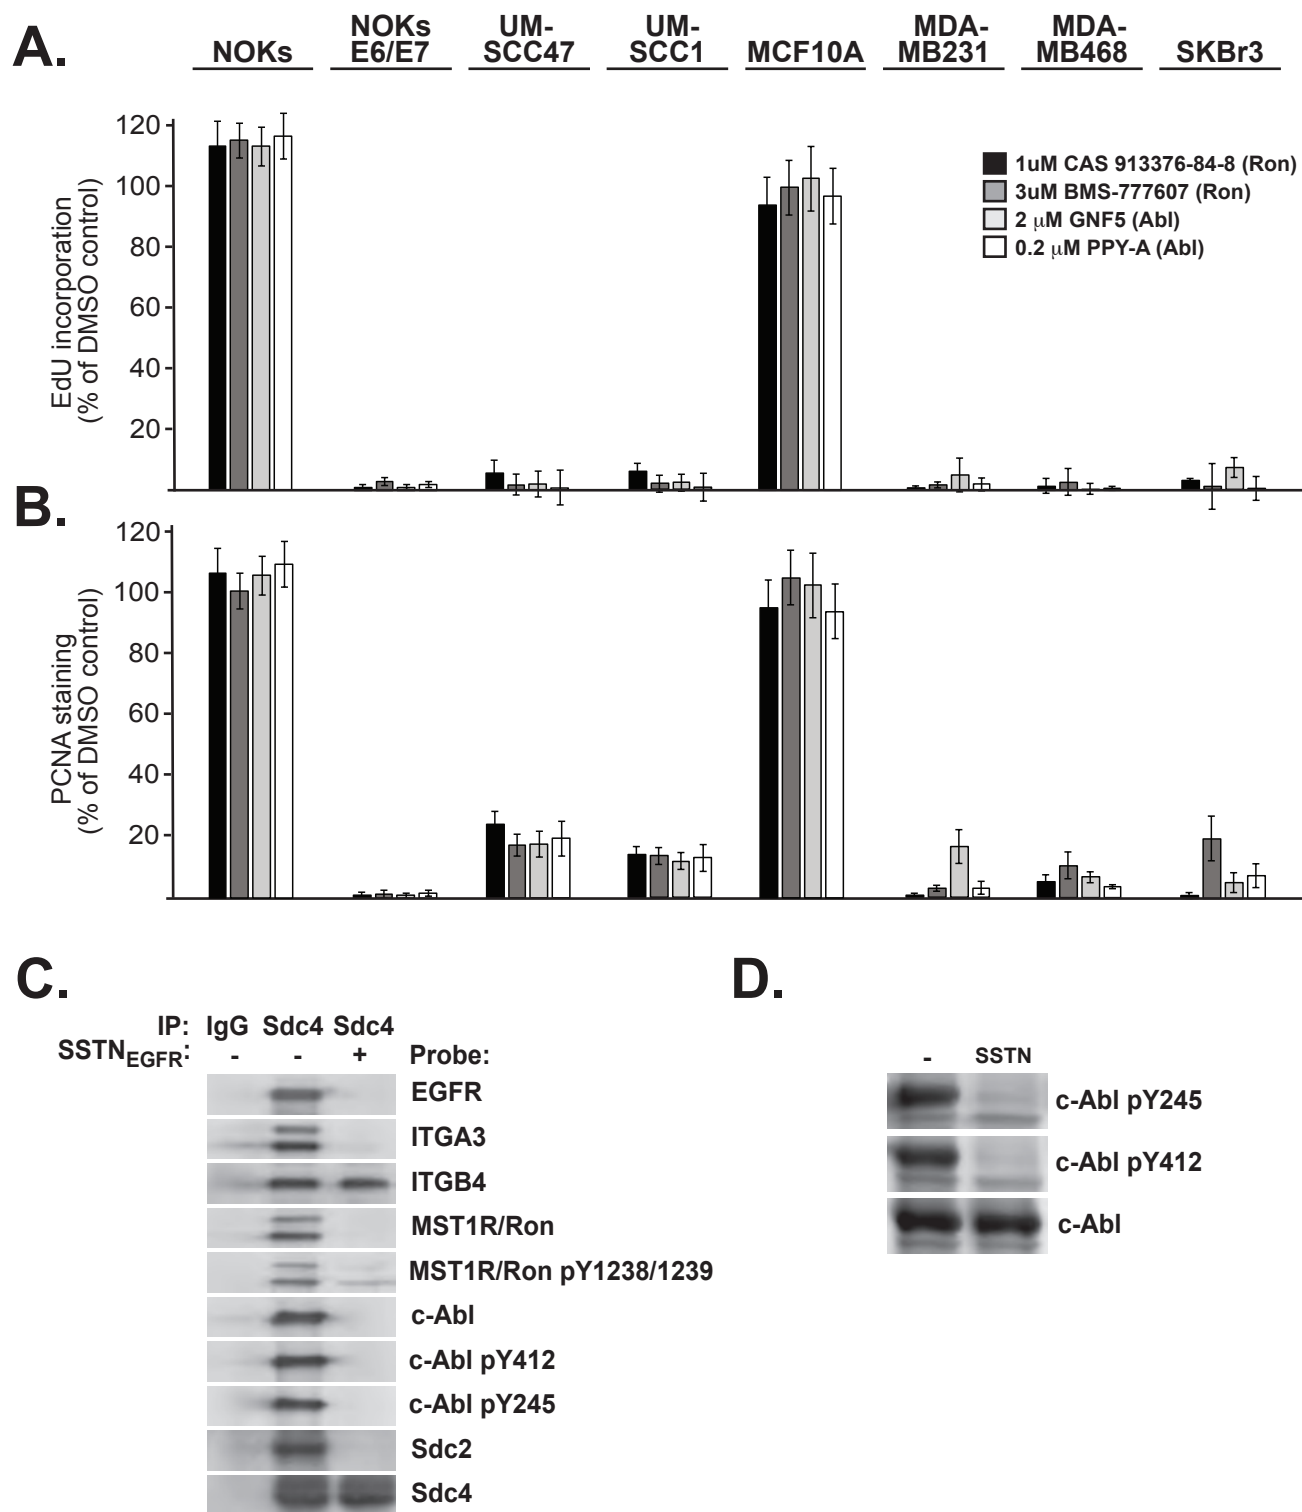 A.
NOKs
NOKs
E6/E7
UM-
SCC47
UM-
SCC1
MCF10A
MDA-
MB231
MDA-
MB468
SKBr3
EdU incorporation
(% of DMSO control)
120
100
80
60
40
20
1uM CAS 913376-84-8 (Ron)
3uM BMS-777607 (Ron)
2 μM GNF5 (Abl)
0.2 μM PPY-A (Abl)
B.
PCNA staining
(% of DMSO control)
120
100
80
60
40
20
C.
IP: IgG Sdc4 Sdc4
SSTNEGFR: - - + Probe:
EGFR
ITGA3
ITGB4
MST1R/Ron
MST1R/Ron pY1238/1239
c-Abl
c-Abl pY412
c-Abl pY245
Sdc2
Sdc4
D.
- SSTN
c-Abl pY245
c-Abl pY412
c-Abl